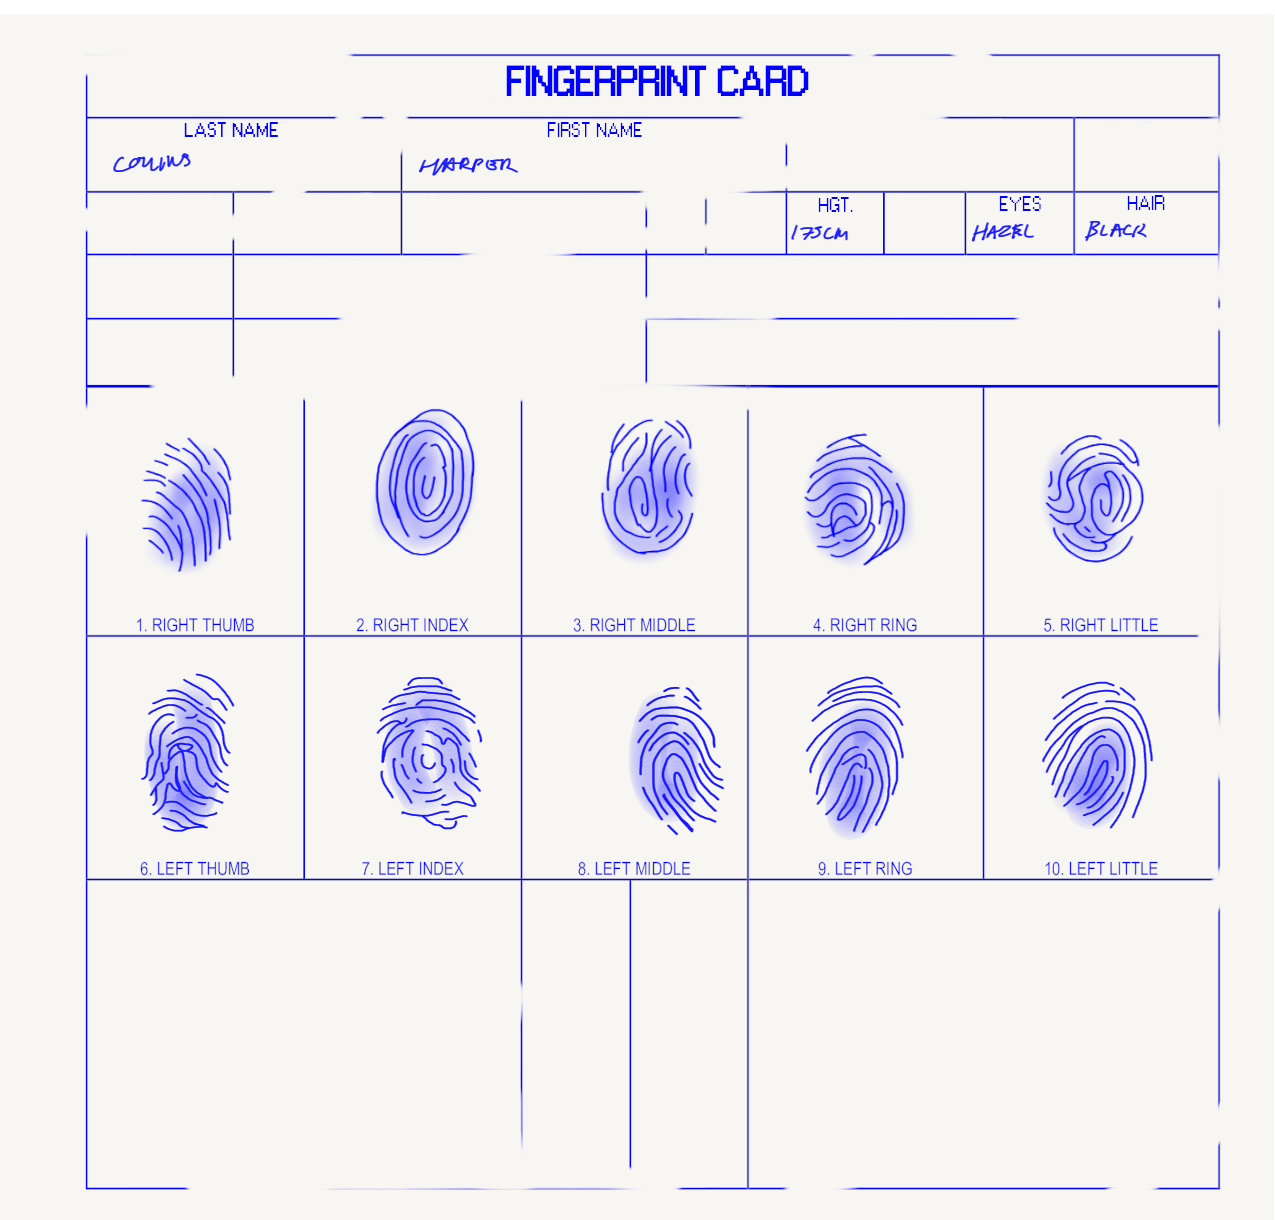 FINGERPRINT CARD
LAST NAME FIRST NAME
COLLINS HARPER
HGT. EYES HAIR
175CM HAZEL BLACK
1. RIGHT THUMB 2. RIGHT INDEX 3. RIGHT MIDDLE 4. RIGHT RING 5. RIGHT LITTLE
6. LEFT THUMB 7. LEFT INDEX 8. LEFT MIDDLE 9. LEFT RING 10. LEFT LITTLE